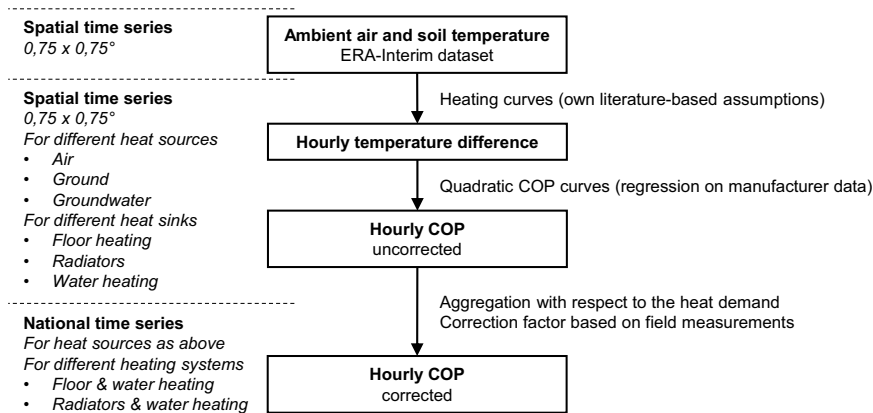 Spatial time series
0,75 x 0,75°
Ambient air and soil temperature
ERA-Interim dataset
Heating curves (own literature-based assumptions)
Spatial time series
0,75 x 0,75°
For different heat sources
• Air
• Ground
• Groundwater
For different heat sinks
• Floor heating
• Radiators
• Water heating
Hourly temperature difference
Quadratic COP curves (regression on manufacturer data)
Hourly COP
uncorrected
Aggregation with respect to the heat demand
Correction factor based on field measurements
National time series
For heat sources as above
For different heating systems
• Floor & water heating
• Radiators & water heating
Hourly COP
corrected